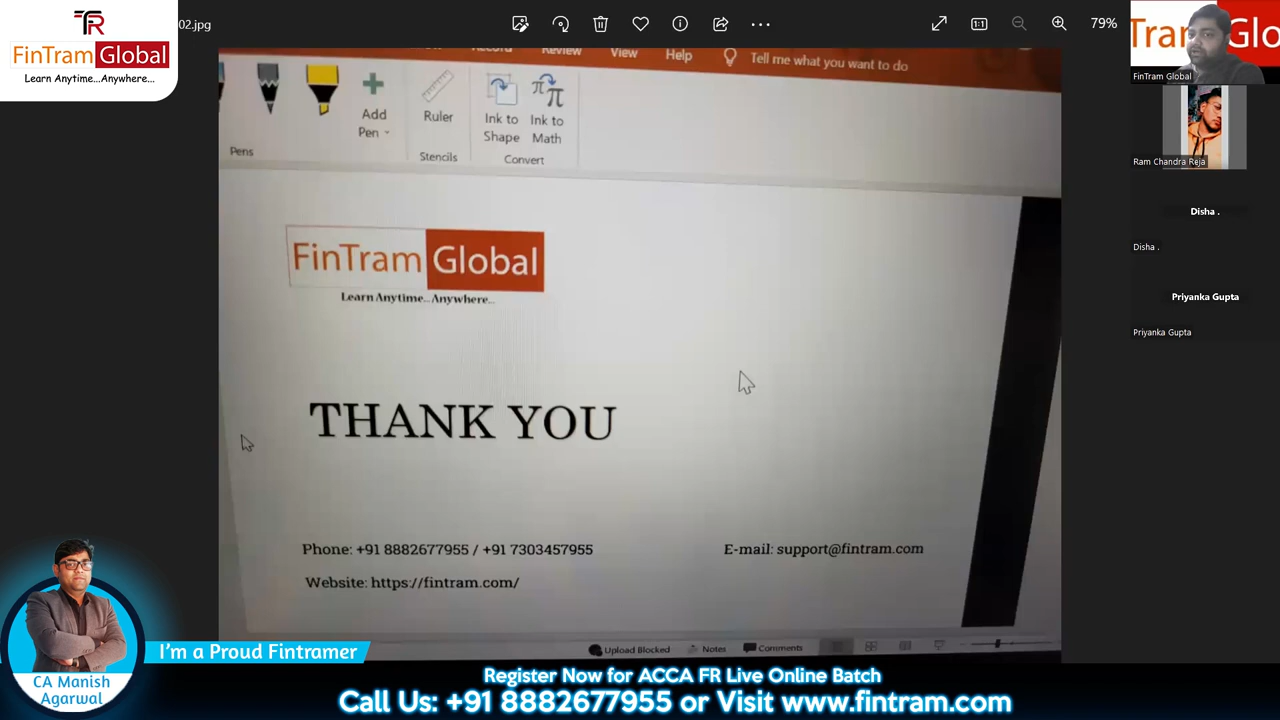 TR
FinTram Global
Learn Anytime...Anywhere...
02.jpg
79%
Record Review View Help Tell me what you want to do
Add Pen
Ruler
Ink to Shape
Ink to Math
Pens
Stencils
Convert
FinTram Global
Learn Anytime...Anywhere...
THANK YOU
Phone: +91 8882677955 / +91 7303457955
E-mail: support@fintram.com
Website: https://fintram.com/
Upload Blocked Notes Comments
Tram Glo
FinTram Global
Ram Chandra Reja
Disha .
Disha .
Priyanka Gupta
Priyanka Gupta
I'm a Proud Fintramer
CA Manish
Agarwal
Register Now for ACCA FR Live Online Batch
Call Us: +91 8882677955 or Visit www.fintram.com